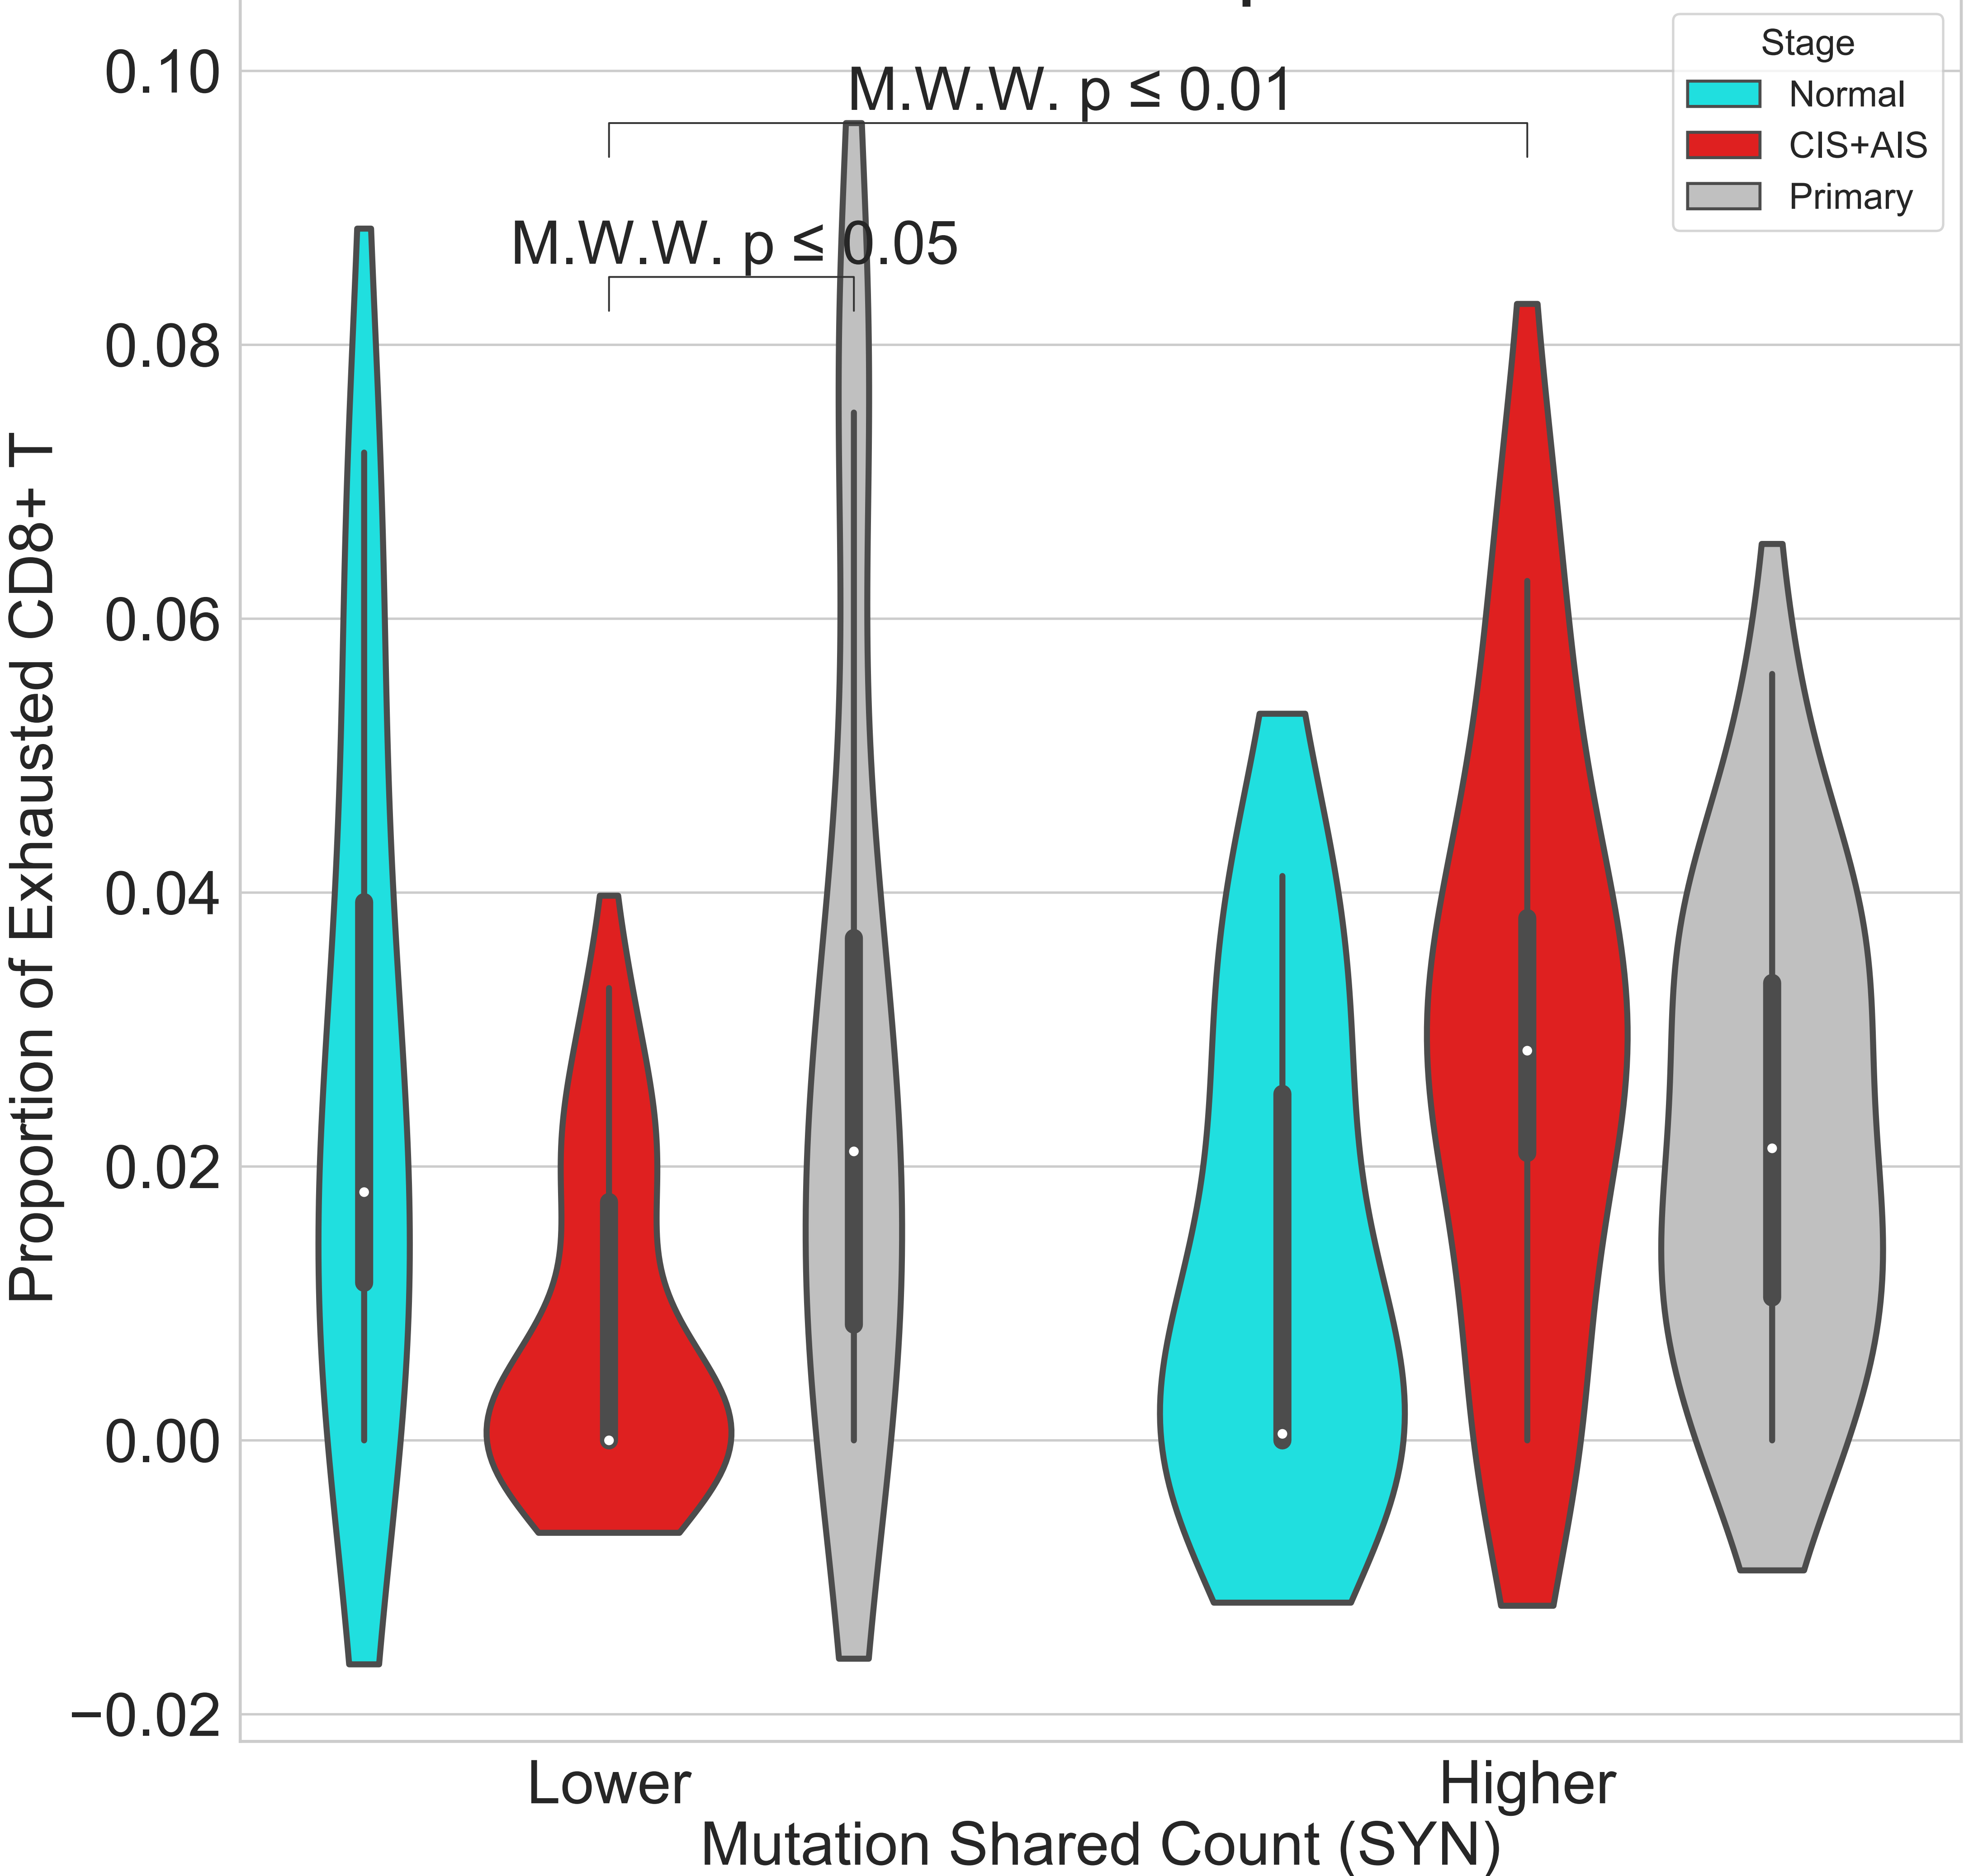 M.W.W. p ≤ 0.01
M.W.W. p ≤ 0.05
Stage
Normal
CIS+AIS
Primary
Proportion of Exhausted CD8+ T
0.10
0.08
0.06
0.04
0.02
0.00
−0.02
Lower
Higher
Mutation Shared Count (SYN)